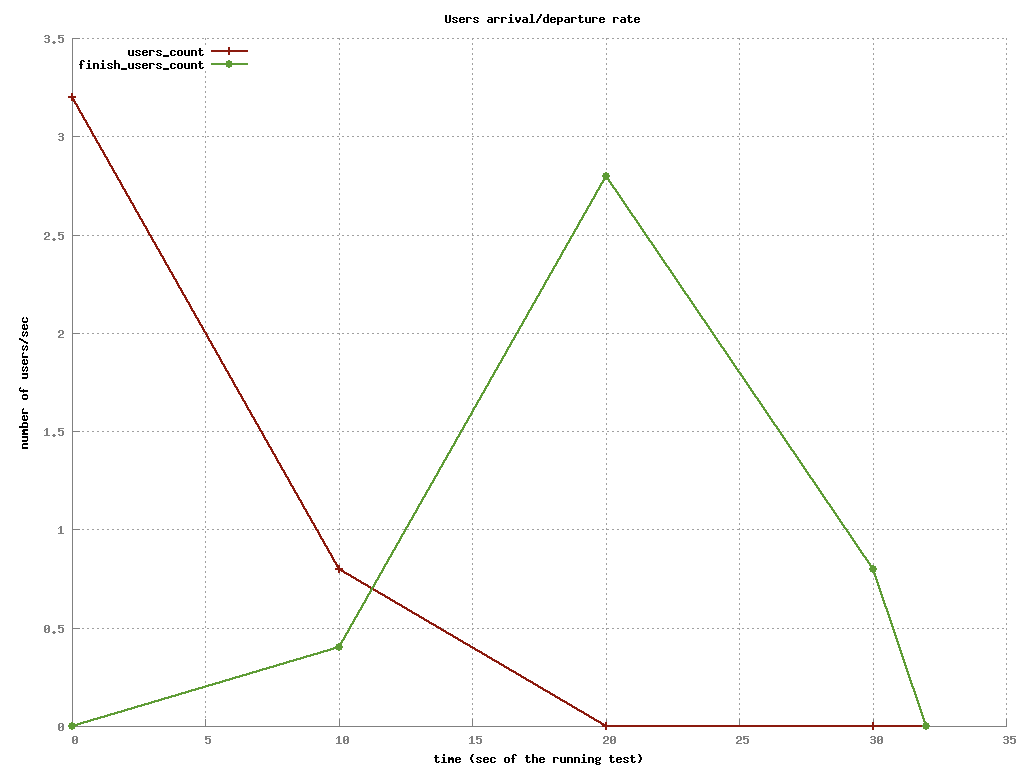 Users arrival/departure rate
users_count
finish_users_count
3.5
3
2.5
2
1.5
1
0.5
0
number of users/sec
0 5 10 15 20 25 30 35
time (sec of the running test)